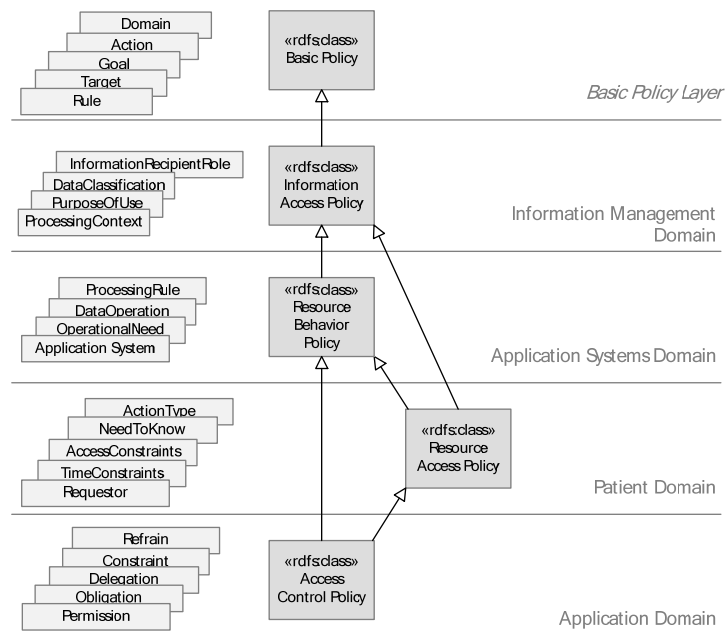 Domain
Action
Goal
Target
Rule
«rdfs:class»
Basic Policy
Basic Policy Layer
InformationRecipientRole
DataClassification
PurposeOfUse
ProcessingContext
«rdfs:class»
Information
Access Policy
Information Management
Domain
ProcessingRule
DataOperation
OperationalNeed
Application System
«rdfs:class»
Resource
Behavior
Policy
Application Systems Domain
ActionType
NeedToKnow
AccessConstraints
TimeConstraints
Requestor
«rdfs:class»
Resource
Access Policy
Patient Domain
Refrain
Constraint
Delegation
Obligation
Permission
«rdfs:class»
Access
Control Policy
Application Domain